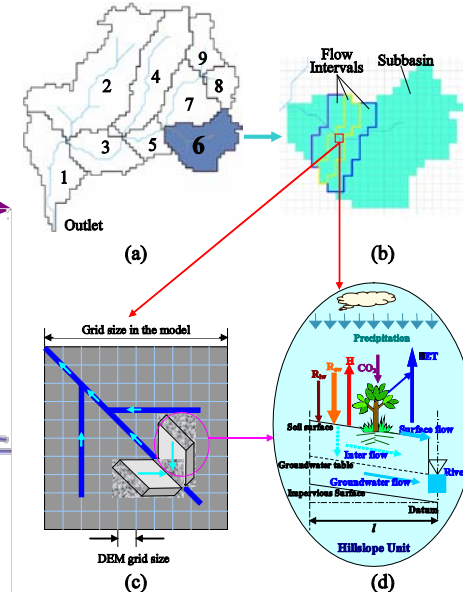 9
2
4
8
7
3
5
6
1
Outlet
(a)
Flow
Intervals
Subbasin
(b)
Grid size in the model
DEM grid size
(c)
Precipitation
H
CO2
ET
Soil surface
Surface flow
Inter flow
Groundwater table
River
Groundwater flow
Impervious Surface
Datum
l
Hillslope Unit
(d)